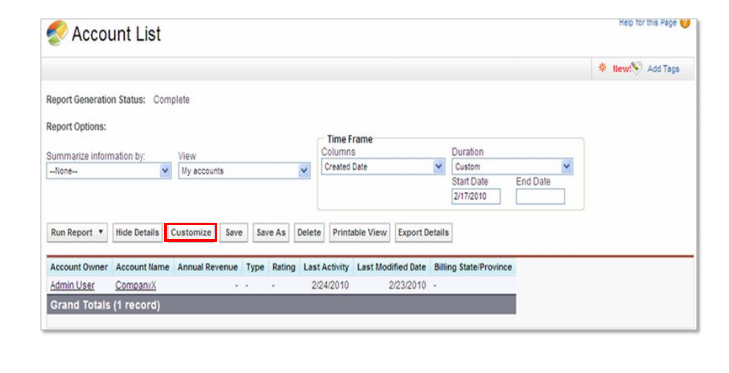 Help for this Page
Account List
New! Add Tags
Report Generation Status: Complete
Report Options:
Time Frame
Summarize information by: View Columns Duration
--None-- My accounts Created Date Custom
Start Date End Date
2/17/2010
Run Report Hide Details Customize Save Save As Delete Printable View Export Details
Account Owner Account Name Annual Revenue Type Rating Last Activity Last Modified Date Billing State/Province
Admin User CompanyX - - - 2/24/2010 2/23/2010 -
Grand Totals (1 record)